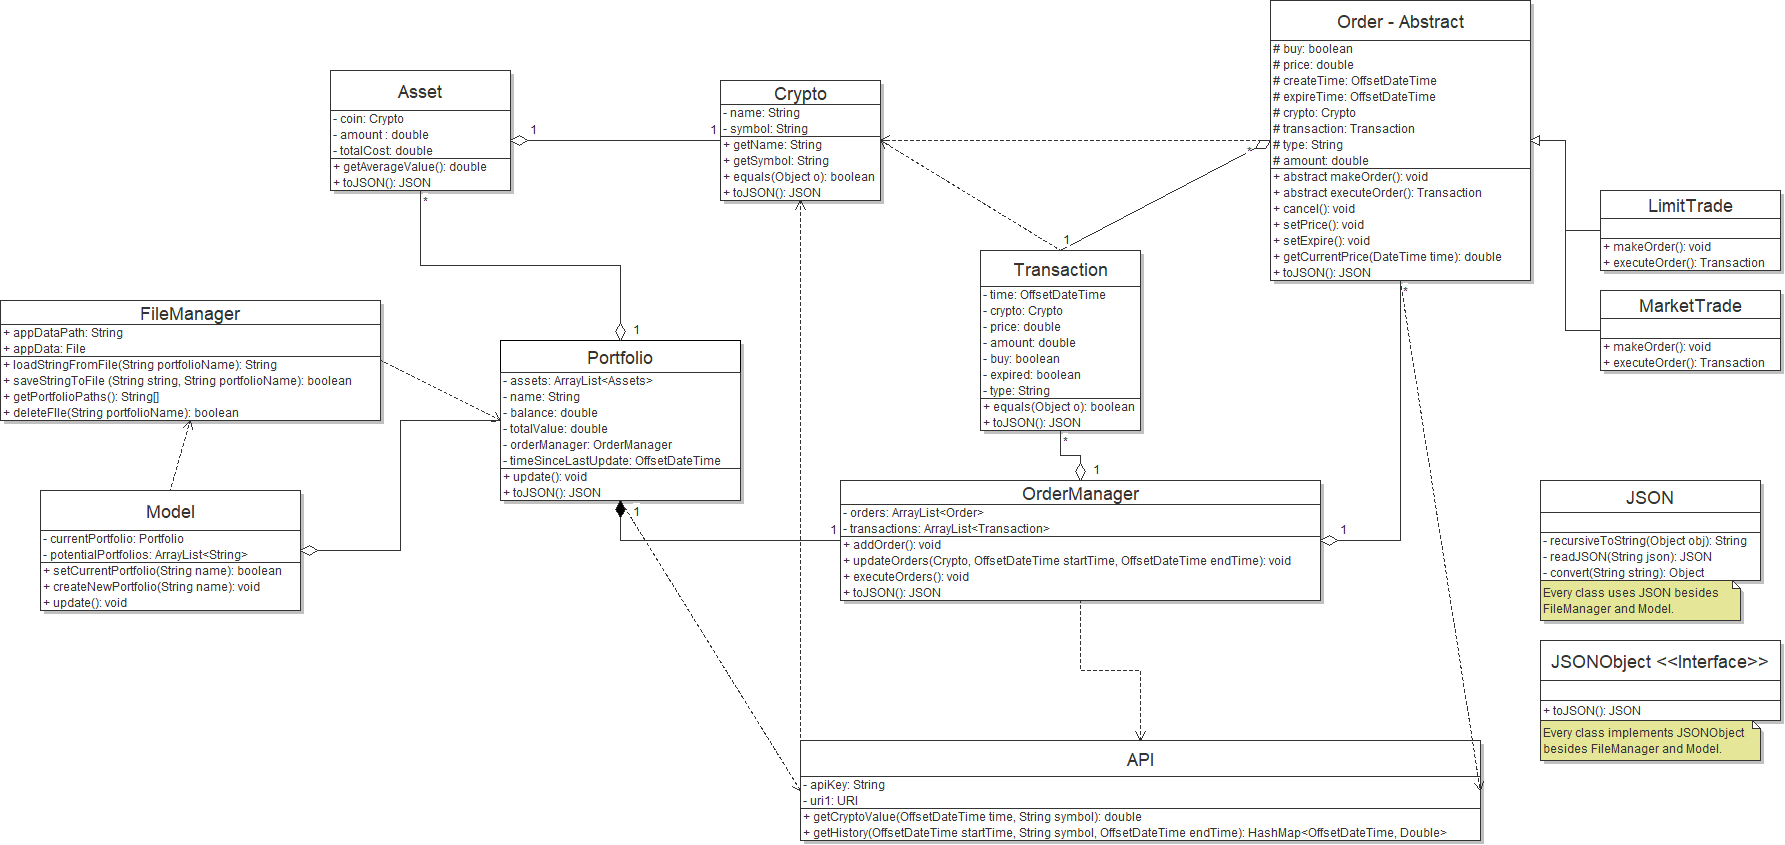 Order - Abstract
# buy: boolean
# price: double
# createTime: OffsetDateTime
# expireTime: OffsetDateTime
# crypto: Crypto
# transaction: Transaction
# type: String
# amount: double
+ abstract makeOrder(): void
+ abstract executeOrder(): Transaction
+ cancel(): void
+ setPrice(): void
+ setExpire(): void
+ getCurrentPrice(DateTime time): double
+ toJSON(): JSON
Asset
- coin: Crypto
- amount : double
- totalCost: double
+ getAverageValue(): double
+ toJSON(): JSON
1
1
*
Crypto
- name: String
- symbol: String
+ getName: String
+ getSymbol: String
+ equals(Object o): boolean
+ toJSON(): JSON
*
1
*
LimitTrade
+ makeOrder(): void
+ executeOrder(): Transaction
MarketTrade
+ makeOrder(): void
+ executeOrder(): Transaction
Transaction
- time: OffsetDateTime
- crypto: Crypto
- price: double
- amount: double
- buy: boolean
- expired: boolean
- type: String
+ equals(Object o): boolean
+ toJSON(): JSON
*
1
FileManager
+ appDataPath: String
+ appData: File
+ loadStringFromFile(String portfolioName): String
+ saveStringToFile (String string, String portfolioName): boolean
+ getPortfolioPaths(): String[]
+ deleteFIle(String portfolioName): boolean
1
Portfolio
- assets: ArrayList<Assets>
- name: String
- balance: double
- totalValue: double
- orderManager: OrderManager
- timeSinceLastUpdate: OffsetDateTime
+ update(): void
+ toJSON(): JSON
1
1
Model
- currentPortfolio: Portfolio
- potentialPortfolios: ArrayList<String>
+ setCurrentPortfolio(String name): boolean
+ createNewPortfolio(String name): void
+ update(): void
OrderManager
- orders: ArrayList<Order>
- transactions: ArrayList<Transaction>
+ addOrder(): void
+ updateOrders(Crypto, OffsetDateTime startTime, OffsetDateTime endTime): void
+ executeOrders(): void
+ toJSON(): JSON
1
JSON
- recursiveToString(Object obj): String
- readJSON(String json): JSON
- convert(String string): Object
Every class uses JSON besides
FileManager and Model.
JSONObject <<Interface>>
+ toJSON(): JSON
Every class implements JSONObject
besides FileManager and Model.
API
- apiKey: String
- uri1: URI
+ getCryptoValue(OffsetDateTime time, String symbol): double
+ getHistory(OffsetDateTime startTime, String symbol, OffsetDateTime endTime): HashMap<OffsetDateTime, Double>